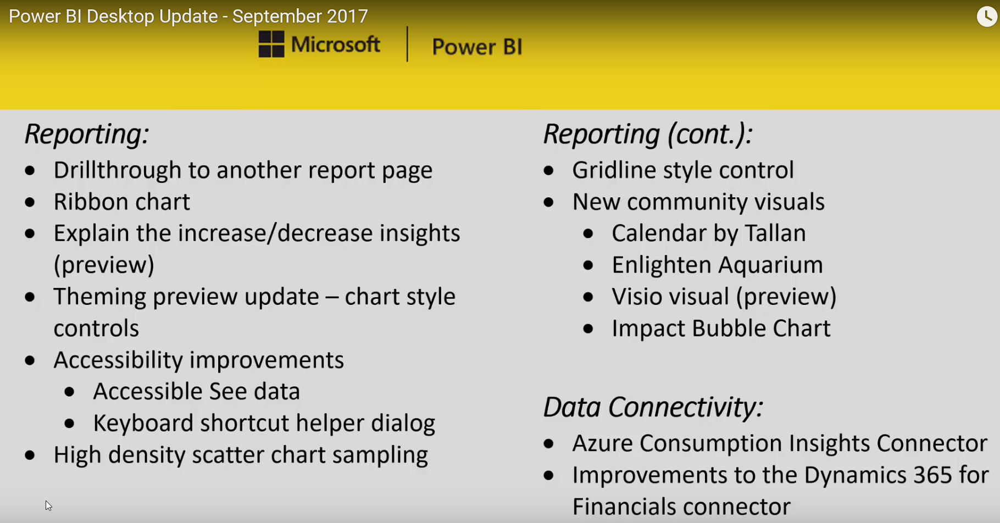 Power BI Desktop Update - September 2017
Microsoft
Power BI
Reporting:
• Drillthrough to another report page
• Ribbon chart
• Explain the increase/decrease insights
(preview)
• Theming preview update – chart style
controls
• Accessibility improvements
• Accessible See data
• Keyboard shortcut helper dialog
• High density scatter chart sampling
Reporting (cont.):
• Gridline style control
• New community visuals
• Calendar by Tallan
• Enlighten Aquarium
• Visio visual (preview)
• Impact Bubble Chart
Data Connectivity:
• Azure Consumption Insights Connector
• Improvements to the Dynamics 365 for
Financials connector